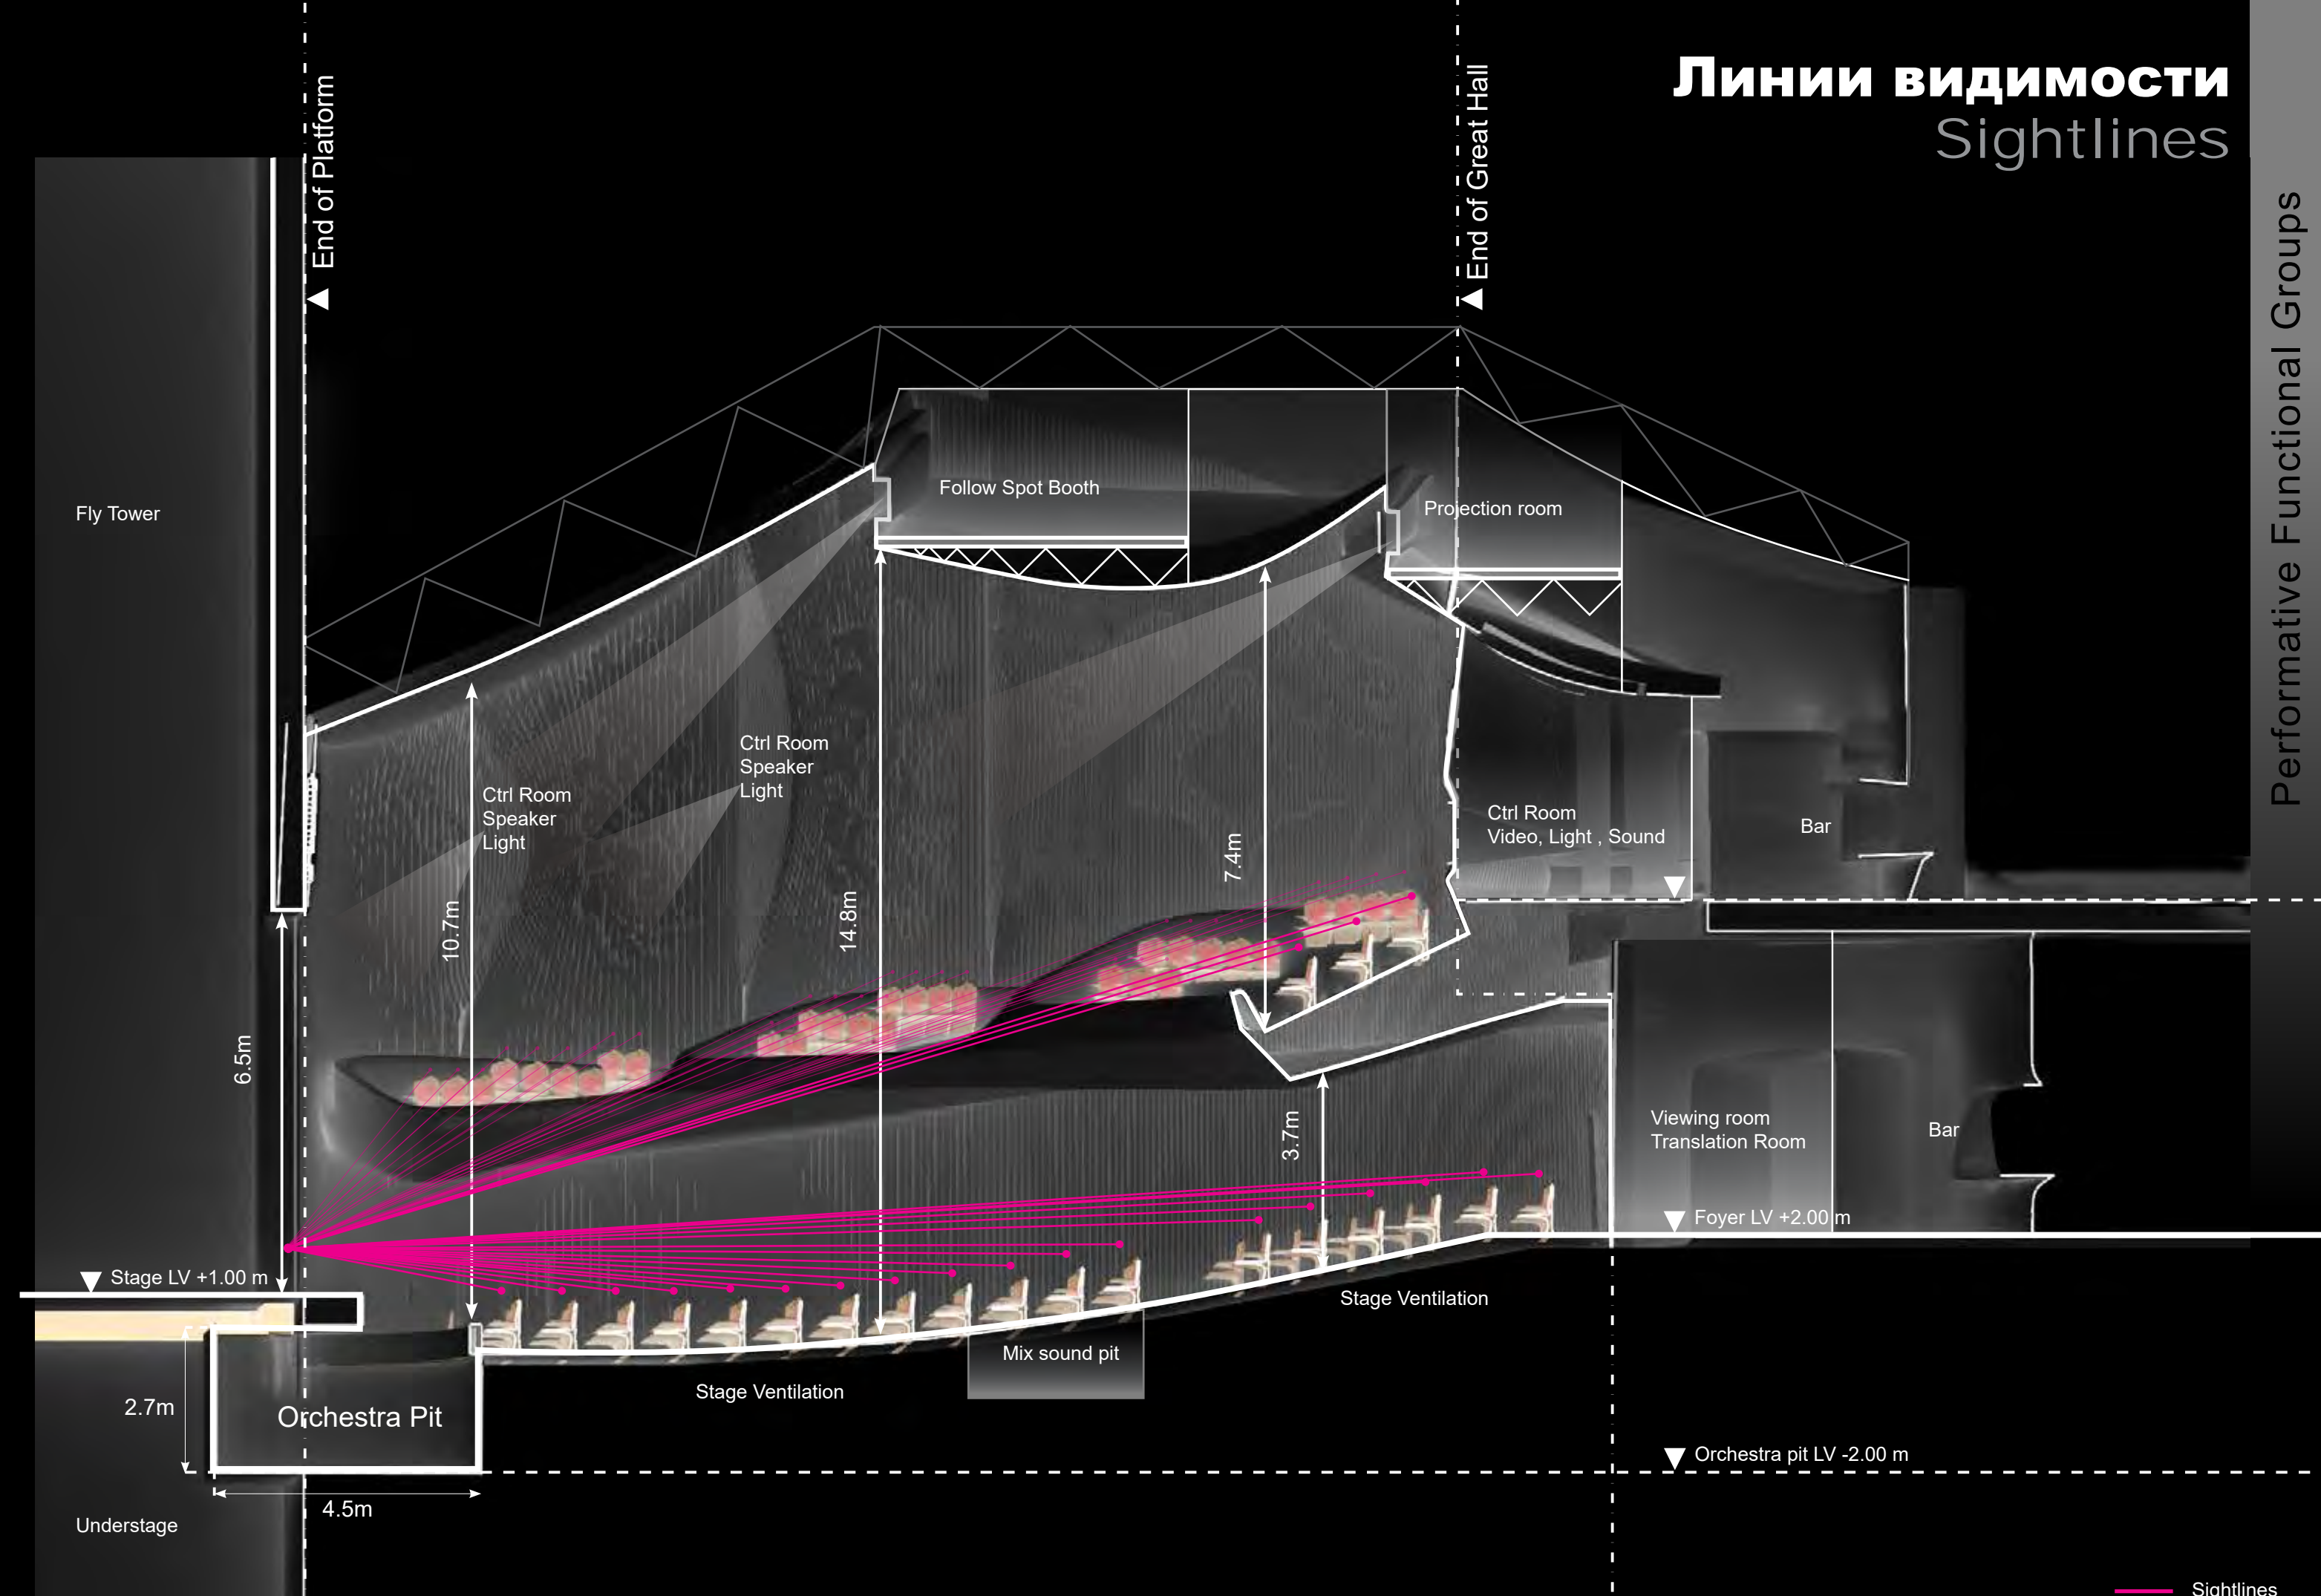 Линии видимости
Sightlines
Performative Functional Groups
End of Platform
End of Great Hall
Fly Tower
Follow Spot Booth
Projection room
Ctrl Room
Speaker
Light
Ctrl Room
Speaker
Light
Ctrl Room
Video, Light , Sound
Bar
10.7m
14.8m
7.4m
6.5m
3.7m
Viewing room
Translation Room
Bar
Foyer LV +2.00 m
Stage LV +1.00 m
Stage Ventilation
Mix sound pit
Stage Ventilation
2.7m
Orchestra Pit
Orchestra pit LV -2.00 m
4.5m
Understage
Sightlines